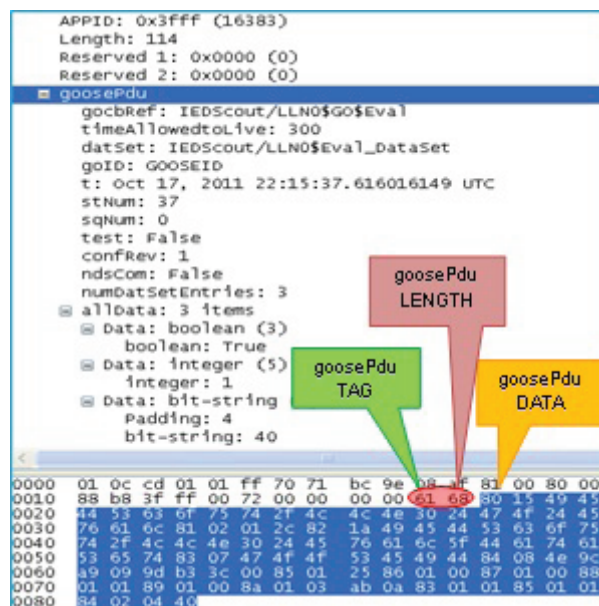 APPID: 0x3fff (16383)
Length: 114
Reserved 1: 0x0000 (0)
Reserved 2: 0x0000 (0)
goosePdu
gocbRef: IEDScout/LLN0$GO$Eval
timeAllowedtoLive: 300
datSet: IEDScout/LLN0$Eval_DataSet
goID: GOOSEID
t: Oct 17, 2011 22:15:37.616016149 UTC
stNum: 37
sqNum: 0
test: False
confRev: 1
ndsCom: False
numDatSetEntries: 3
allData: 3 items
Data: boolean (3)
boolean: True
Data: integer (5)
integer: 1
Data: bit-string
Padding: 4
bit-string: 40
goosePdu
LENGTH
goosePdu
TAG
goosePdu
DATA
0000 01 0c cd 01 01 ff 70 71 bc 9e 08 af 81 00 80 00
0010 88 b8 3f ff 00 72 00 00 00 00 61 68 80 15 49 45
0020 44 53 63 6f 75 74 2f 4c 4c 4e 30 24 47 4f 24 45
0030 76 61 6c 81 02 01 2c 82 1a 49 45 44 53 63 6f 75
0040 74 2f 4c 4c 4e 30 24 45 76 61 6c 5f 44 61 74 61
0050 53 65 74 83 07 47 4f 4f 53 45 49 44 84 08 4e 9c
0060 a9 09 9d b3 3c 00 85 01 25 86 01 00 87 01 00 88
0070 01 01 89 01 00 8a 01 03 ab 0a 83 01 01 85 01 01
0080 84 02 04 40